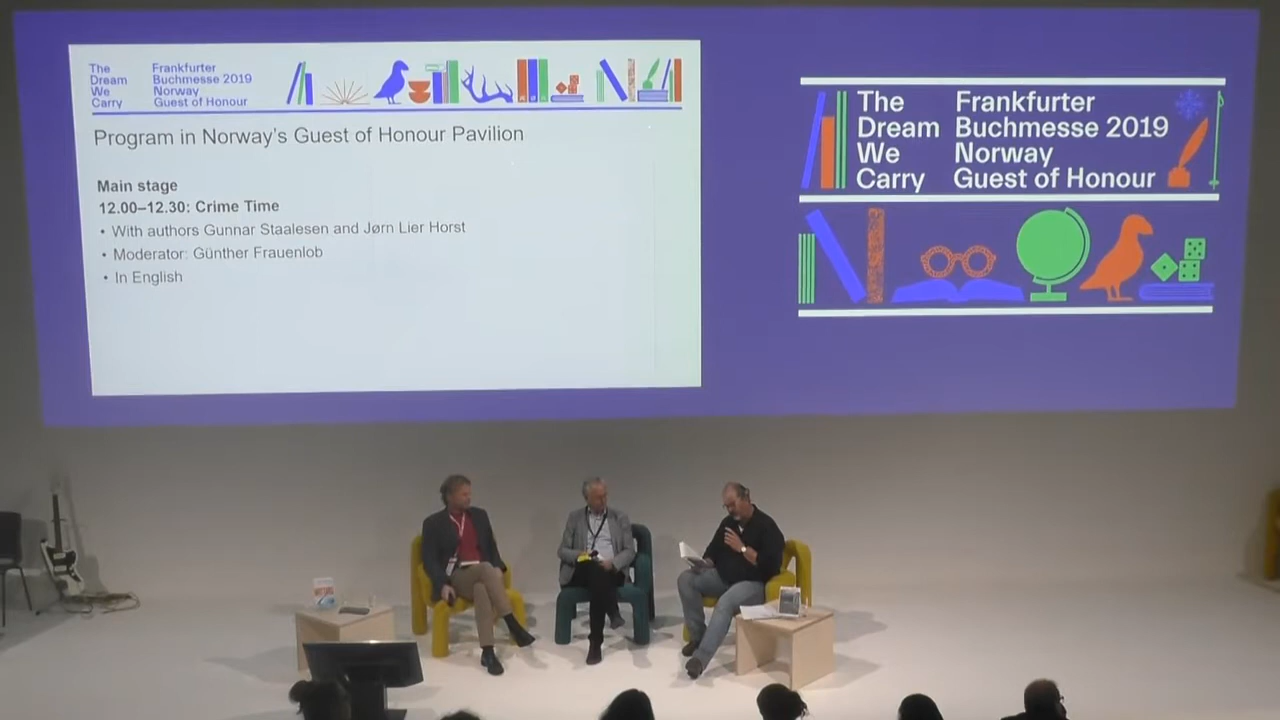 The
Dream
We
Carry
Frankfurter
Buchmesse 2019
Norway
Guest of Honour
Program in Norway's Guest of Honour Pavilion
Main stage
12.00–12.30: Crime Time
• With authors Gunnar Staalesen and Jørn Lier Horst
• Moderator: Günther Frauenlob
• In English
The
Dream
We
Carry
Frankfurter
Buchmesse 2019
Norway
Guest of Honour